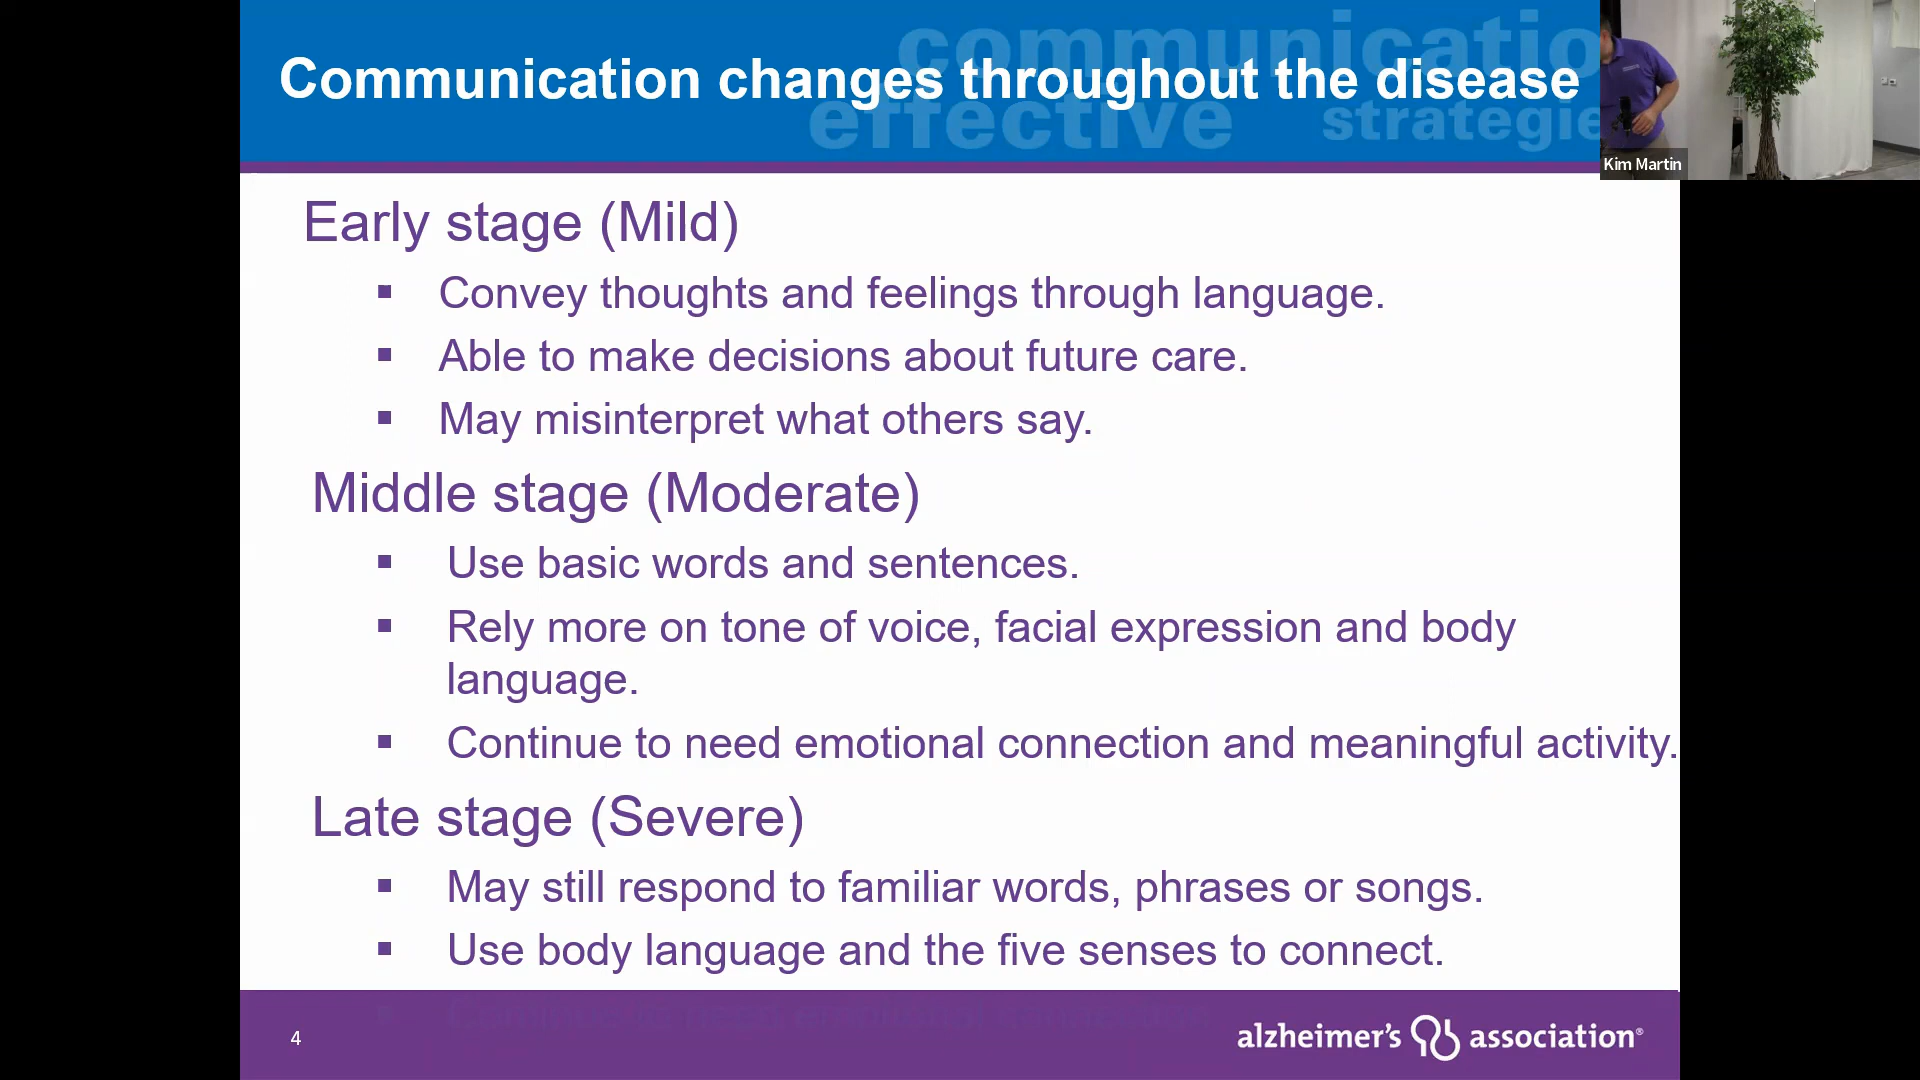 communicatio
effective strategie
Communication changes throughout the disease
Kim Martin
Early stage (Mild)
▪ Convey thoughts and feelings through language.
▪ Able to make decisions about future care.
▪ May misinterpret what others say.
Middle stage (Moderate)
▪ Use basic words and sentences.
▪ Rely more on tone of voice, facial expression and body
language.
▪ Continue to need emotional connection and meaningful activity.
Late stage (Severe)
▪ May still respond to familiar words, phrases or songs.
▪ Use body language and the five senses to connect.
4
alzheimer's association®